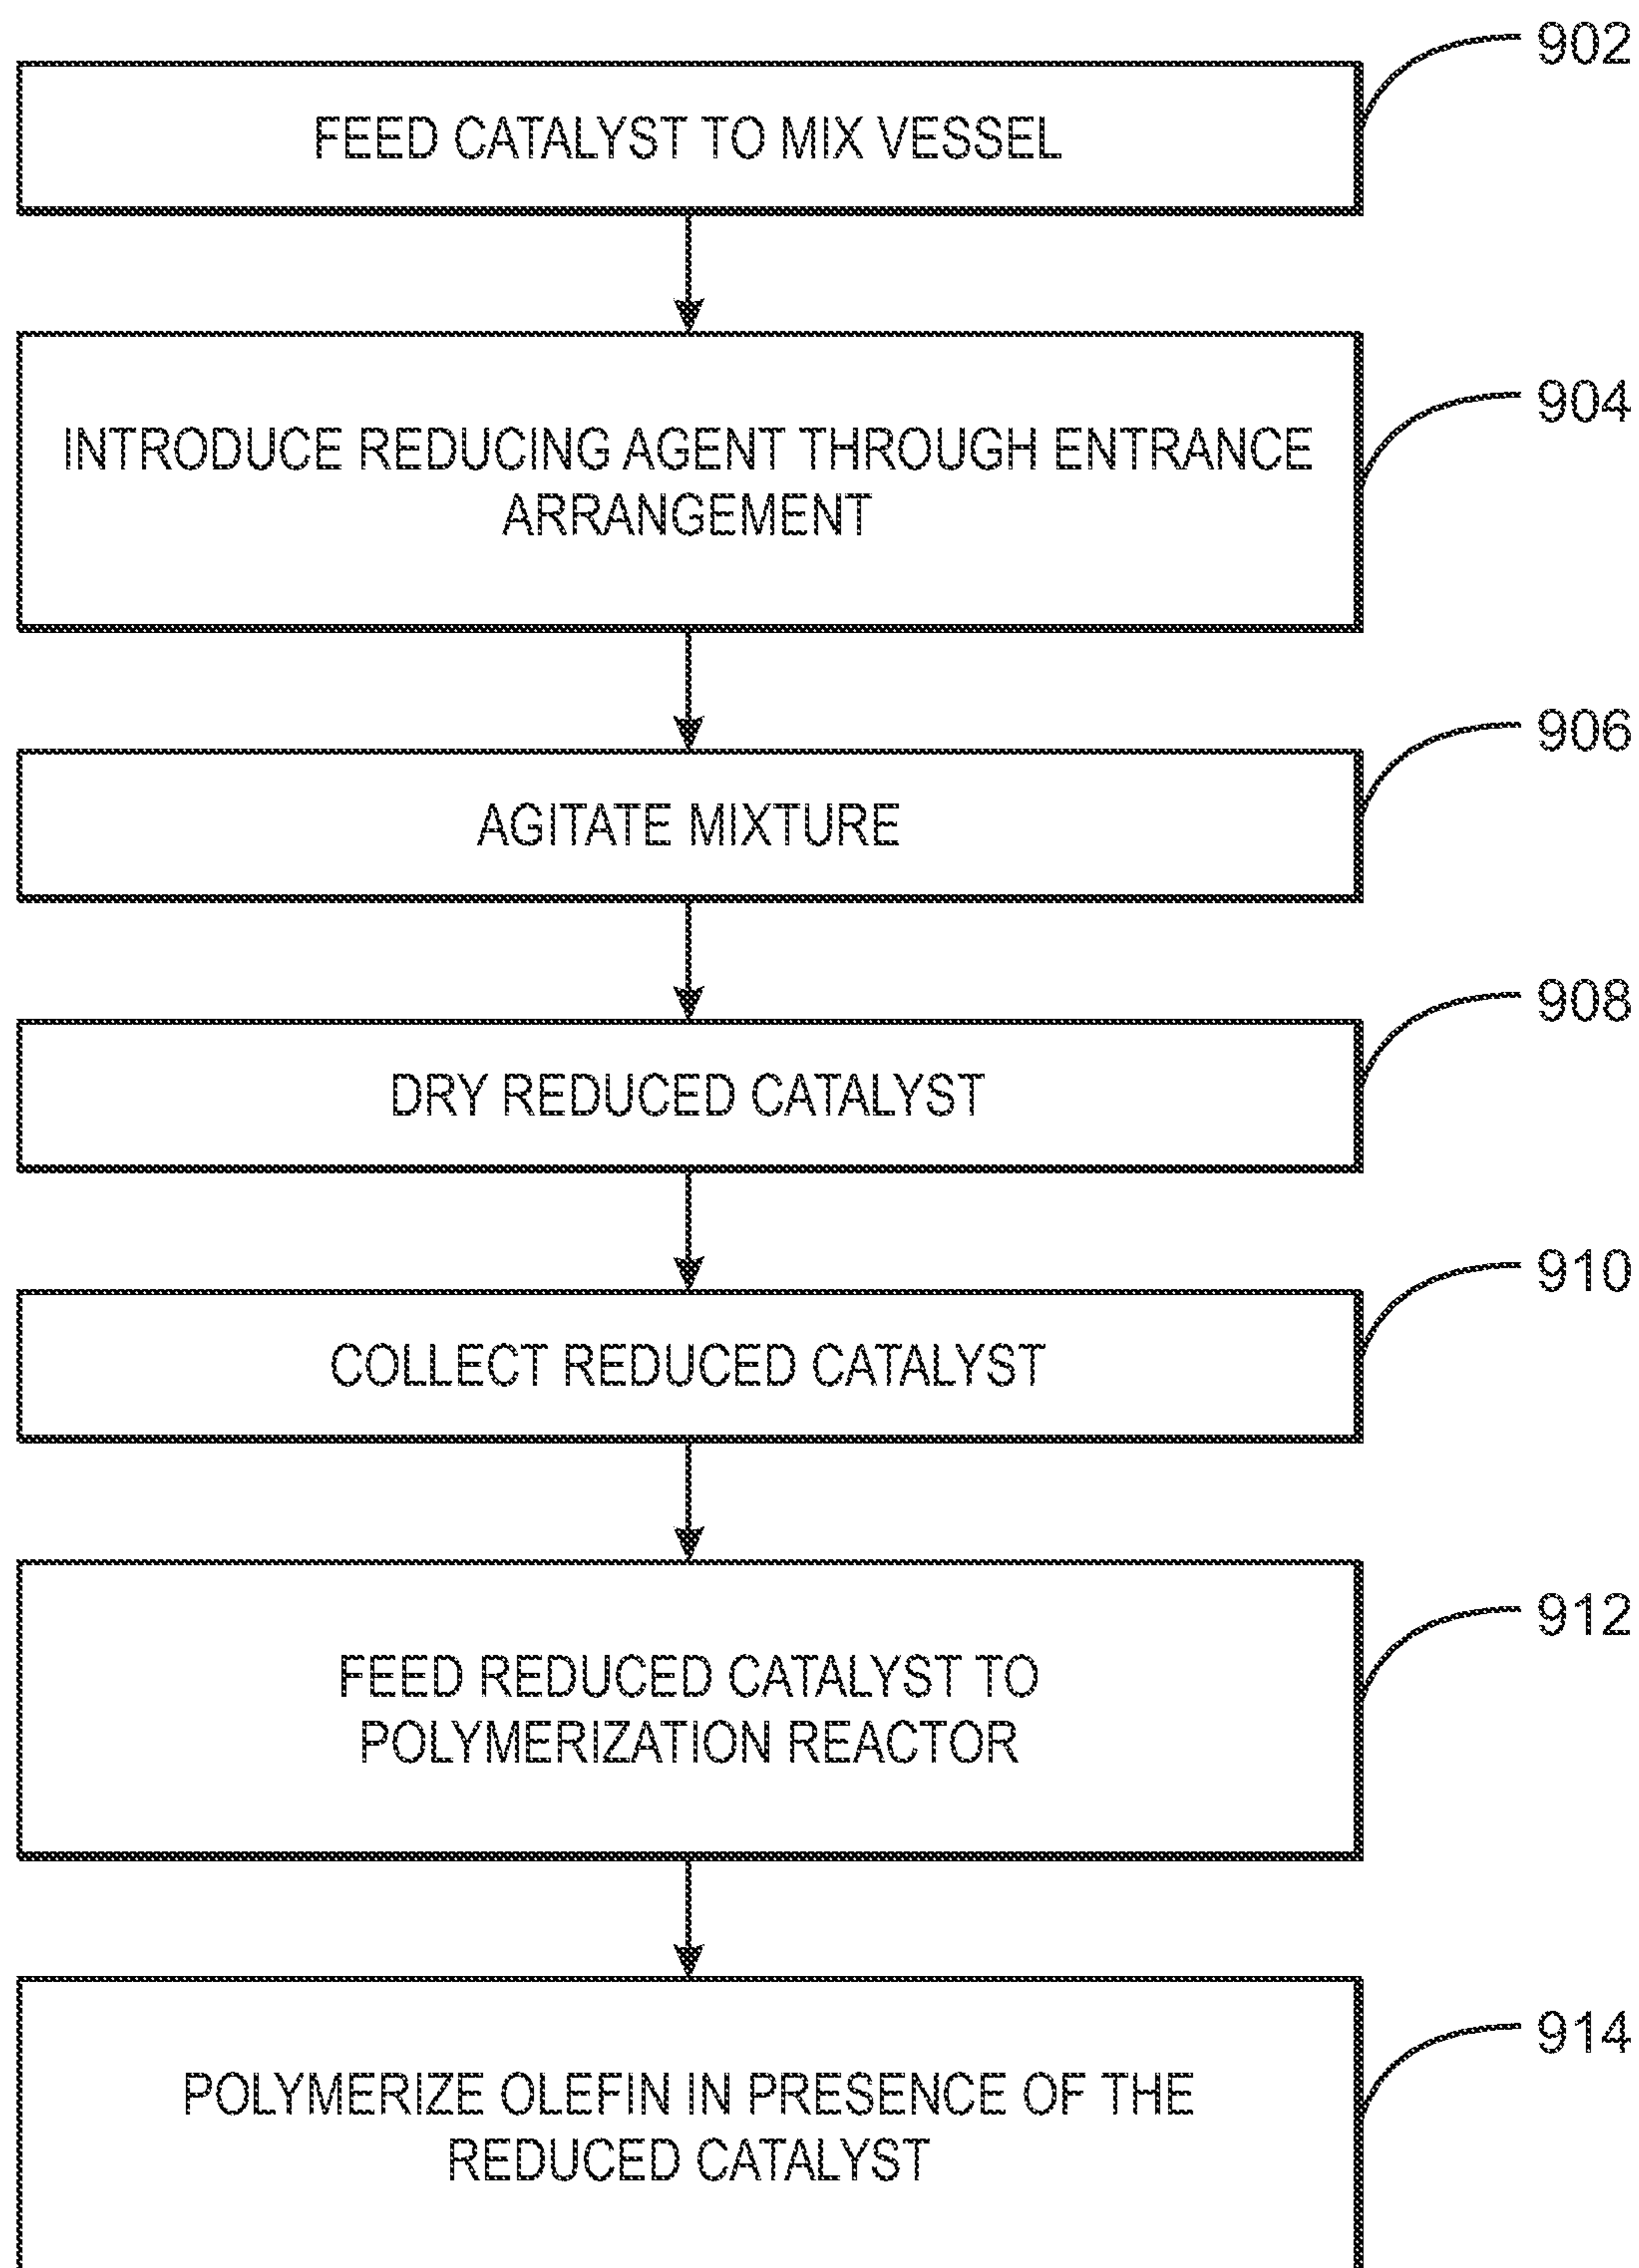 902
FEED CATALYST TO MIX VESSEL
904
INTRODUCE REDUCING AGENT THROUGH ENTRANCE
ARRANGEMENT
906
AGITATE MIXTURE
908
DRY REDUCED CATALYST
910
COLLECT REDUCED CATALYST
912
FEED REDUCED CATALYST TO
POLYMERIZATION REACTOR
914
POLYMERIZE OLEFIN IN PRESENCE OF THE
REDUCED CATALYST